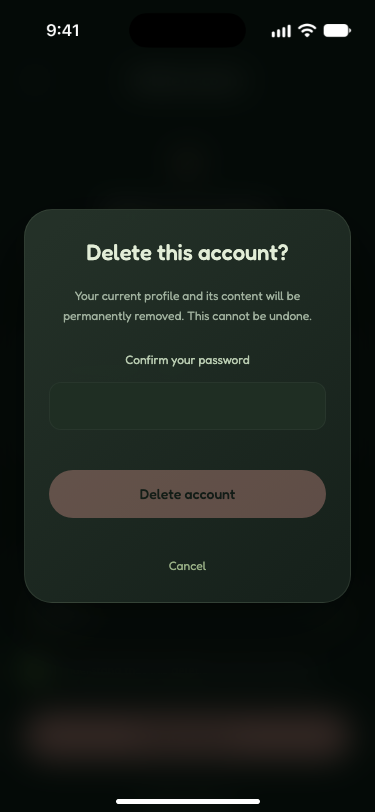 9:41
Delete this account?
Your current profile and its content will be
permanently removed. This cannot be undone.
Confirm your password
Delete account
Cancel